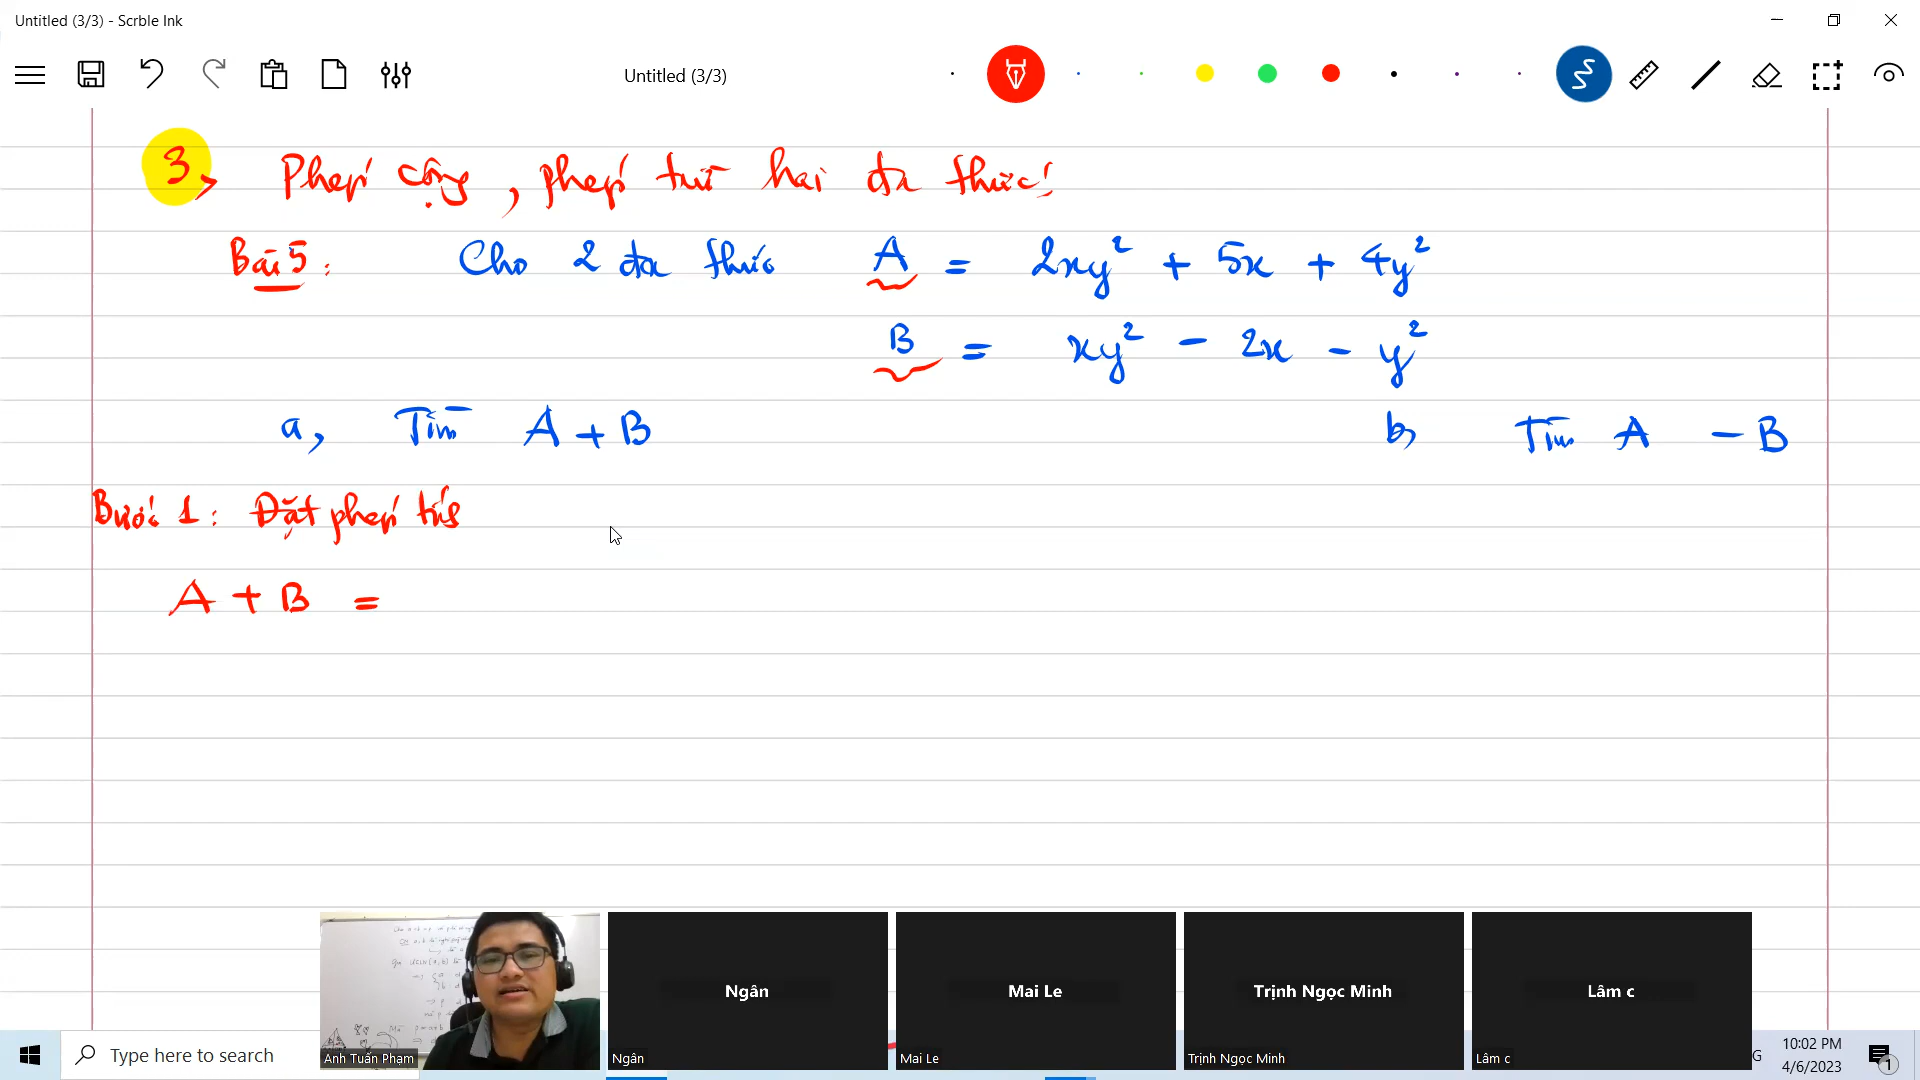 Untitled (3/3) - Scrble Ink
Untitled (3/3)
3, Phép cộng, phép trừ hai đa thức:
Bài 5: Cho 2 đa thức A = 2xy² + 5x + 4y²
B = xy² - 2x - y²
a, Tìm A + B b, Tìm A - B
Bước 1: Đặt phép tính
A + B =
Ngân
Mai Le
Trịnh Ngọc Minh
Lâm c
Anh Tuấn Phạm
Ngân
Mai Le
Trịnh Ngọc Minh
Lâm c
Type here to search
G
10:02 PM
4/6/2023
1